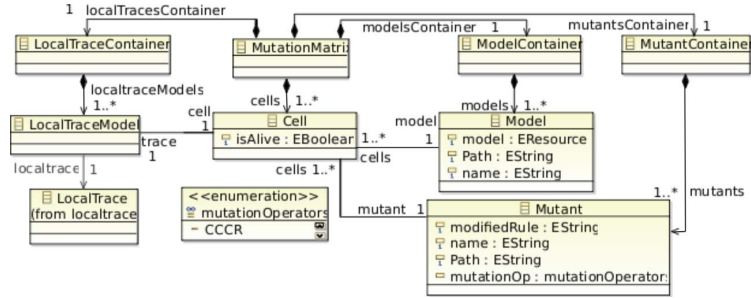 1 localTracesContainer
modelsContainer 1
mutantsContainer 1
LocalTraceContainer
MutationMatrix
ModelContainer
MutantContainer
localtraceModels
1..*
cells 1..*
models 1..*
LocalTraceModel
cell
1
trace
1
Cell
isAlive : EBoolean
1..*
cells
model
1
Model
model : EResource
Path : EString
name : EString
localtrace 1
cells 1..*
LocalTrace
(from localtrace
<<enumeration>>
mutationOperators
CCCR
mutant 1
1..* mutants
Mutant
modifiedRule : EString
name : EString
Path : EString
mutationOp : mutationOperators